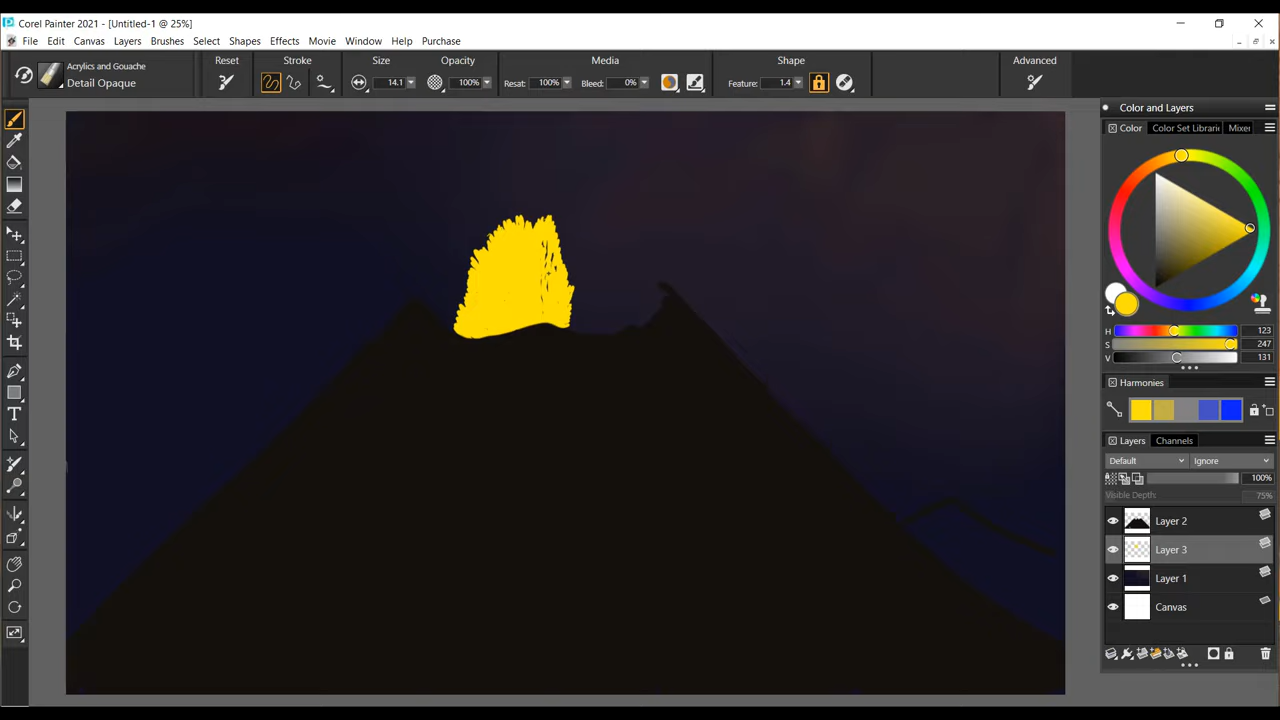 Corel Painter 2021 - [Untitled-1 @ 25%]
File Edit Canvas Layers Brushes Select Shapes Effects Movie Window Help Purchase
Acrylics and Gouache
Detail Opaque
Reset
Stroke
Size
14.1
Opacity
100%
Media
Resat: 100%
Bleed: 0%
Shape
Feature: 1.4
Advanced
Color and Layers
Color
Color Set Librarie
Mixer
H 123
S 247
V 131
Harmonies
Layers Channels
Default Ignore
100%
Visible Depth: 75%
Layer 2
Layer 3
Layer 1
Canvas
T